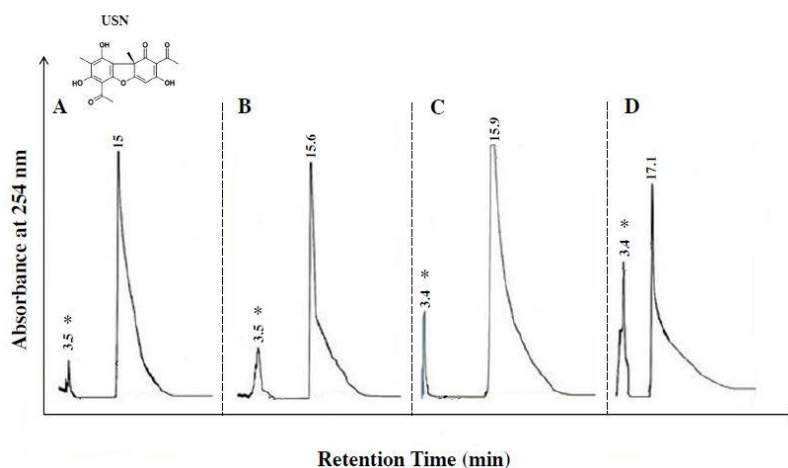 USN
OH
O
O
HO
O
OH
O
A
B
C
D
3.5 *
15
3.5 *
15.6
3.4 *
15.9
3.4 *
17.1
Absorbance at 254 nm
Retention Time (min)